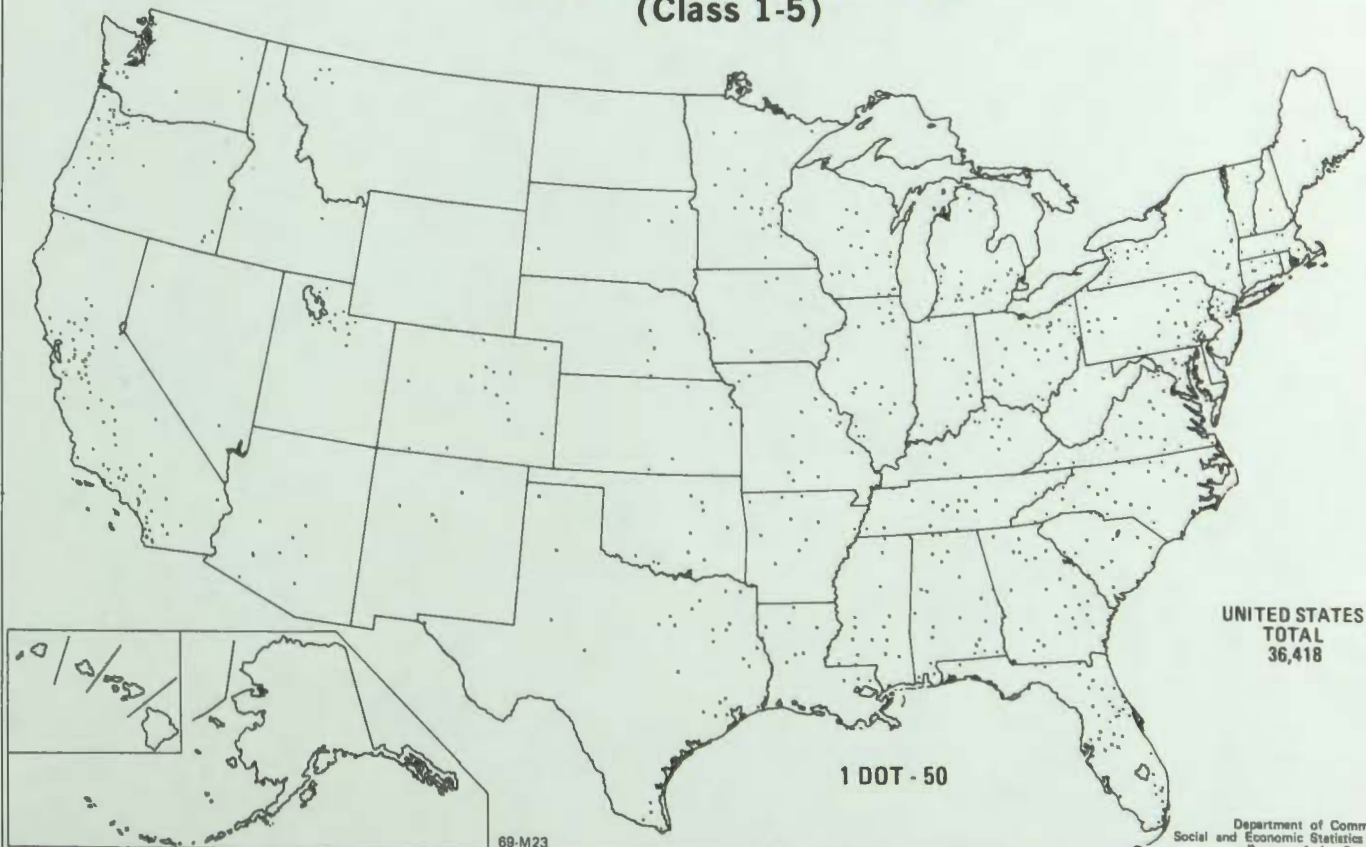 (Class 1-5)
UNITED STATES
TOTAL
36,418
1 DOT - 50
69-M23
Department of Comm
Social and Economic Statistics